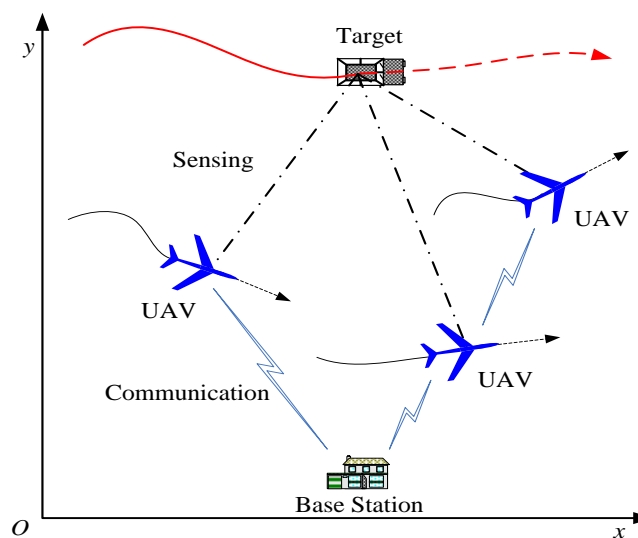 y
Target
Sensing
UAV
UAV
UAV
Communication
Base Station
O
x